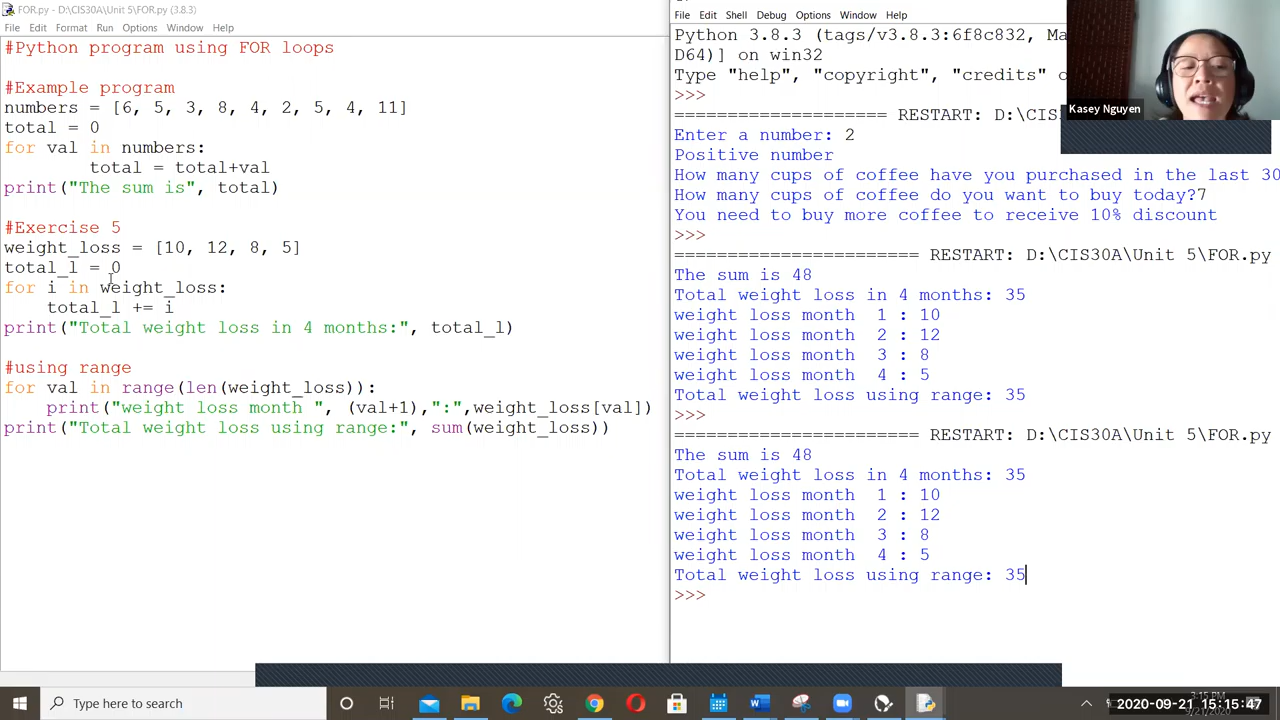 FOR.py - D:\CIS30A\Unit 5\FOR.py (3.8.3)
File Edit Format Run Options Window Help
#Python program using FOR loops
#Example program
numbers = [6, 5, 3, 8, 4, 2, 5, 4, 11]
total = 0
for val in numbers:
        total = total+val
print("The sum is", total)
#Exercise 5
weight_loss = [10, 12, 8, 5]
total_l = 0
for i in weight_loss:
    total_l += i
print("Total weight loss in 4 months:", total_l)
#using range
for val in range(len(weight_loss)):
    print("weight loss month ", (val+1),":",weight_loss[val])
print("Total weight loss using range:", sum(weight_loss))
File Edit Shell Debug Options Window Help
Python 3.8.3 (tags/v3.8.3:6f8c832, Ma
D64)] on win32
Type "help", "copyright", "credits" o
>>>
==================== RESTART: D:\CIS
Enter a number: 2
Positive number
How many cups of coffee have you purchased in the last 30
How many cups of coffee do you want to buy today?7
You need to buy more coffee to receive 10% discount
>>>
======================= RESTART: D:\CIS30A\Unit 5\FOR.py
The sum is 48
Total weight loss in 4 months: 35
weight loss month  1 : 10
weight loss month  2 : 12
weight loss month  3 : 8
weight loss month  4 : 5
Total weight loss using range: 35
>>>
======================= RESTART: D:\CIS30A\Unit 5\FOR.py
The sum is 48
Total weight loss in 4 months: 35
weight loss month  1 : 10
weight loss month  2 : 12
weight loss month  3 : 8
weight loss month  4 : 5
Total weight loss using range: 35
>>>
Kasey Nguyen
Type here to search
3:15 PM
2020-09-21 15:15:47
9/21/2020